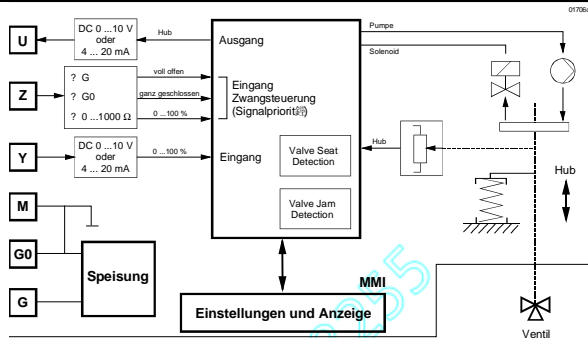 01706d
U
DC 0 ...10 V
oder
4 ... 20 mA
Hub
Ausgang
Pumpe
Solenoid
Z
? G
? G0
? 0 ...1000 Ω
voll offen
ganz geschlossen
0 ...100 %
Eingang
Zwangsteuerung
Y
DC 0 ...10 V
oder
4 ... 20 mA
0 ...100 %
Eingang
Valve Seat
Detection
Valve Jam
Detection
Hub
Hub
M
G0
G
Speisung
MMI
Einstellungen und Anzeige
Ventil
255